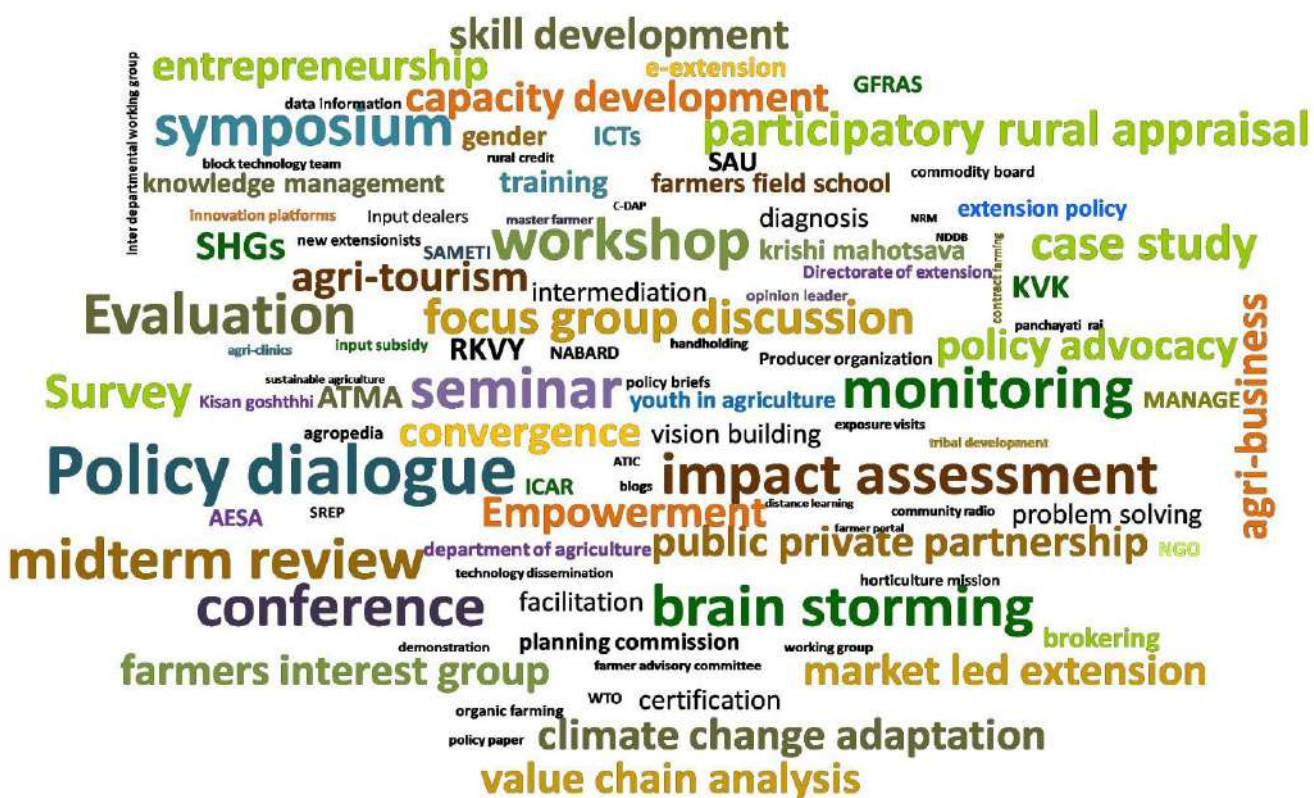 skill development
entrepreneurship e-extension
GFRAS
data information capacity development
symposium gender ICTs participatory rural appraisal
Inter departmental working group
block technology team rural credit SAU commodity board
knowledge management training farmers field school
C-DAP
innovation platforms Input dealers master farmer diagnosis NRM extension policy
SHGs new extensionists SAMETI workshop krishi mahotsava NDDB case study
agri-tourism Directorate of extension contract farming KVK
intermediation opinion leader
Evaluation focus group discussion panchayati raj
agri-clinics input subsidy RKVY NABARD handholding Producer organization policy advocacy
agri-business
sustainable agriculture policy briefs
Survey Kisan goshthhi ATMA seminar youth in agriculture monitoring MANAGE
agropedia convergence vision building exposure visits tribal development
Policy dialogue ICAR ATIC blogs impact assessment
AESA SREP Empowerment distance learning community radio problem solving
farmer portal
midterm review department of agriculture public private partnership NGO
technology dissemination horticulture mission
conference facilitation brain storming
demonstration planning commission working group brokering
farmers interest group farmer advisory committee market led extension
WTO certification
organic farming
policy paper climate change adaptation
value chain analysis